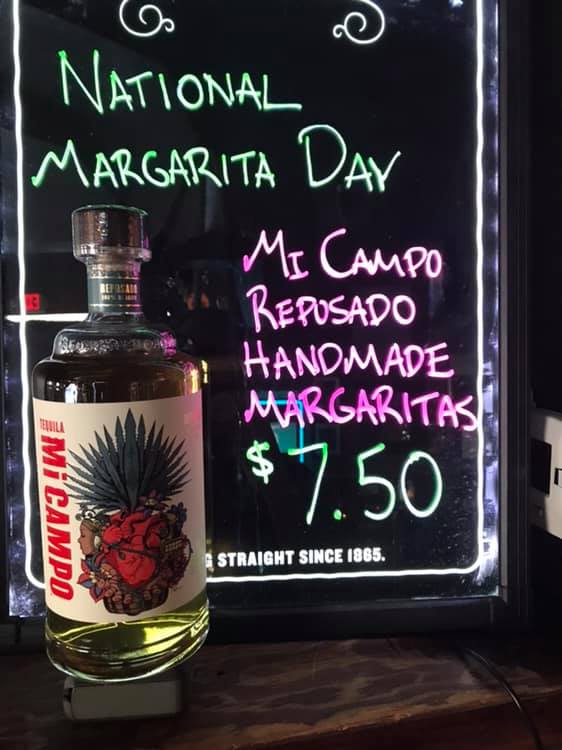 NATIONAL
MARGARITA DAY
MI CAMPO
REPOSADO
HANDMADE
MARGARITAS
$7.50
G STRAIGHT SINCE 1865.
REPOSADO
TEQUILA
Mi CAMPO